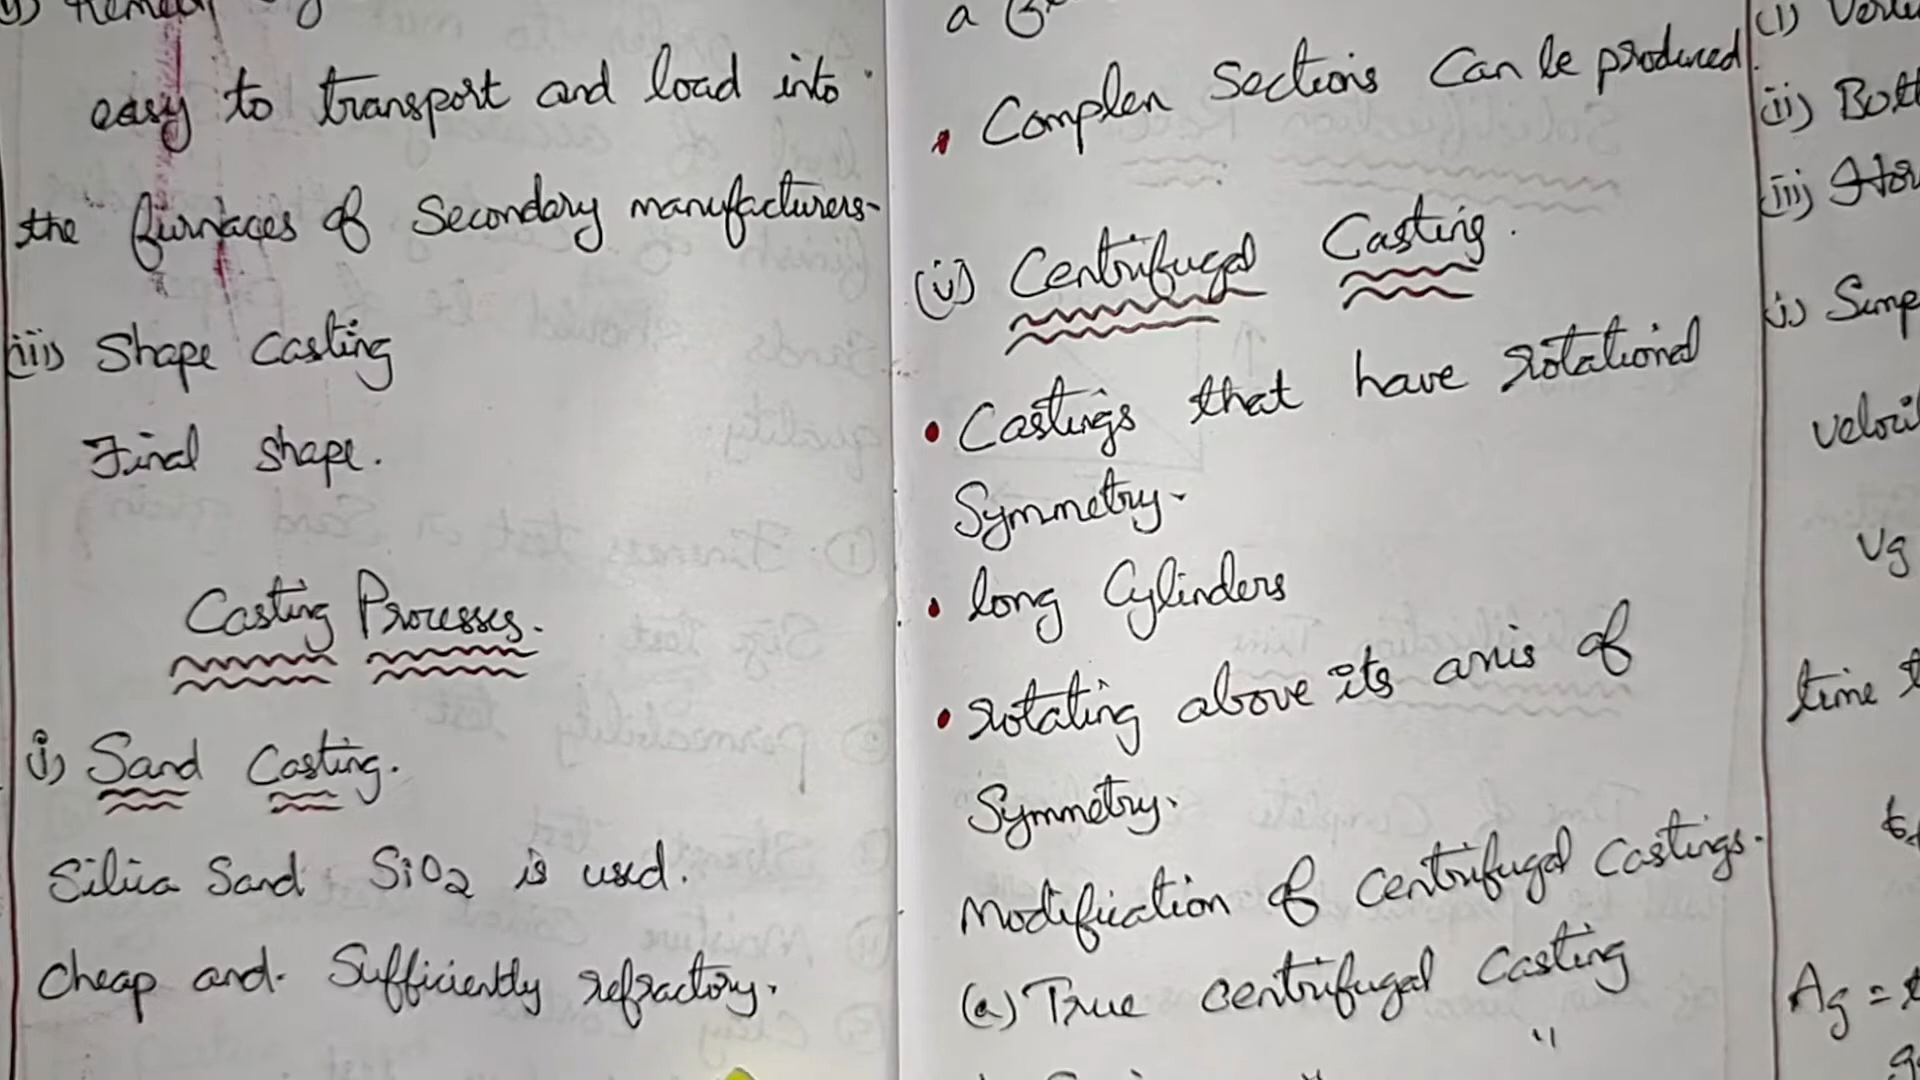 easy to transport and load into
the furnaces of Secondary manufacturers-
(iii) Shape Casting
Final shape.
Casting Processes.
i) Sand Casting.
Silica Sand SiO2 is used.
Cheap and. Sufficiently refractory.
a
• Complex Sections Can be produced.
(v) Centrifugal Casting.
• Castings that have rotational
Symmetry.
• long Cylinders
• rotating above its axis of
Symmetry.
Modification of Centrifugal Castings.
(a) True centrifugal Casting
"
(i)
(ii)
(iii)
(i)
Vg
time
Ag =